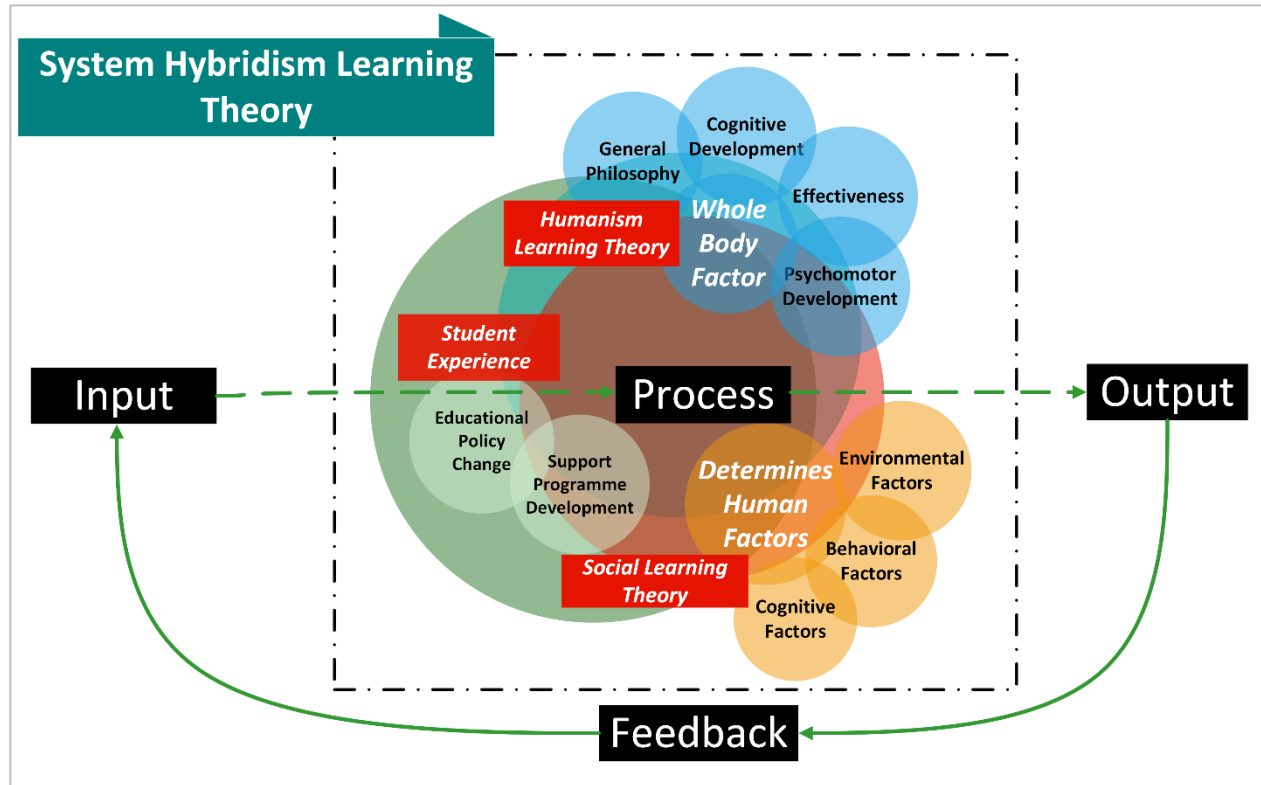 System Hybridism Learning
Theory
General
Philosophy
Cognitive
Development
Effectiveness
Psychomotor
Development
Whole
Body
Factor
Humanism
Learning Theory
Student
Experience
Input
Process
Output
Educational
Policy
Change
Support
Programme
Development
Determines
Human
Factors
Environmental
Factors
Behavioral
Factors
Cognitive
Factors
Social Learning
Theory
Feedback